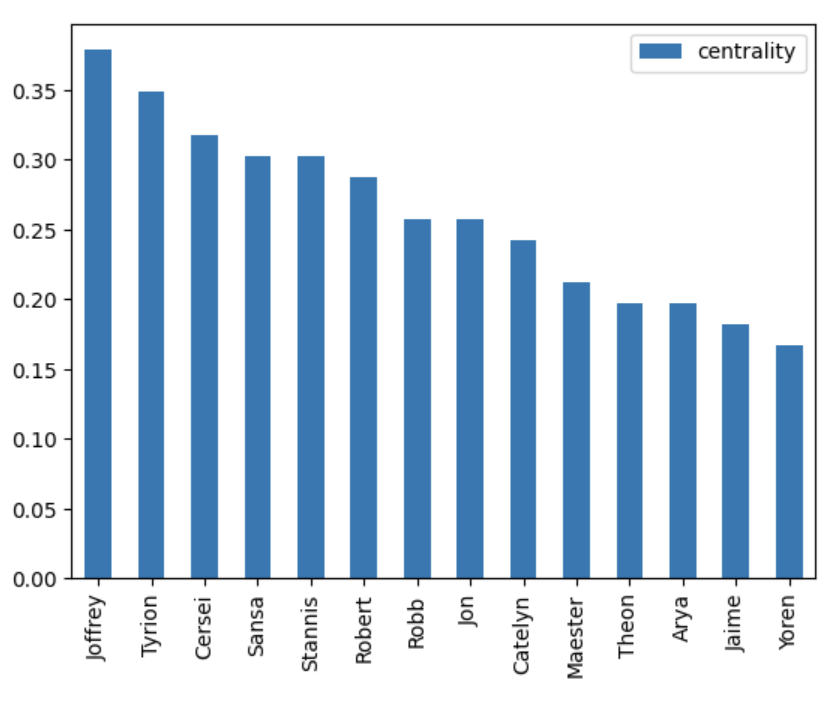 centrality
0.35
0.30
0.25
0.20
0.15
0.10
0.05
0.00
Joffrey
Tyrion
Cersei
Sansa
Stannis
Robert
Robb
Jon
Catelyn
Maester
Theon
Arya
Jaime
Yoren